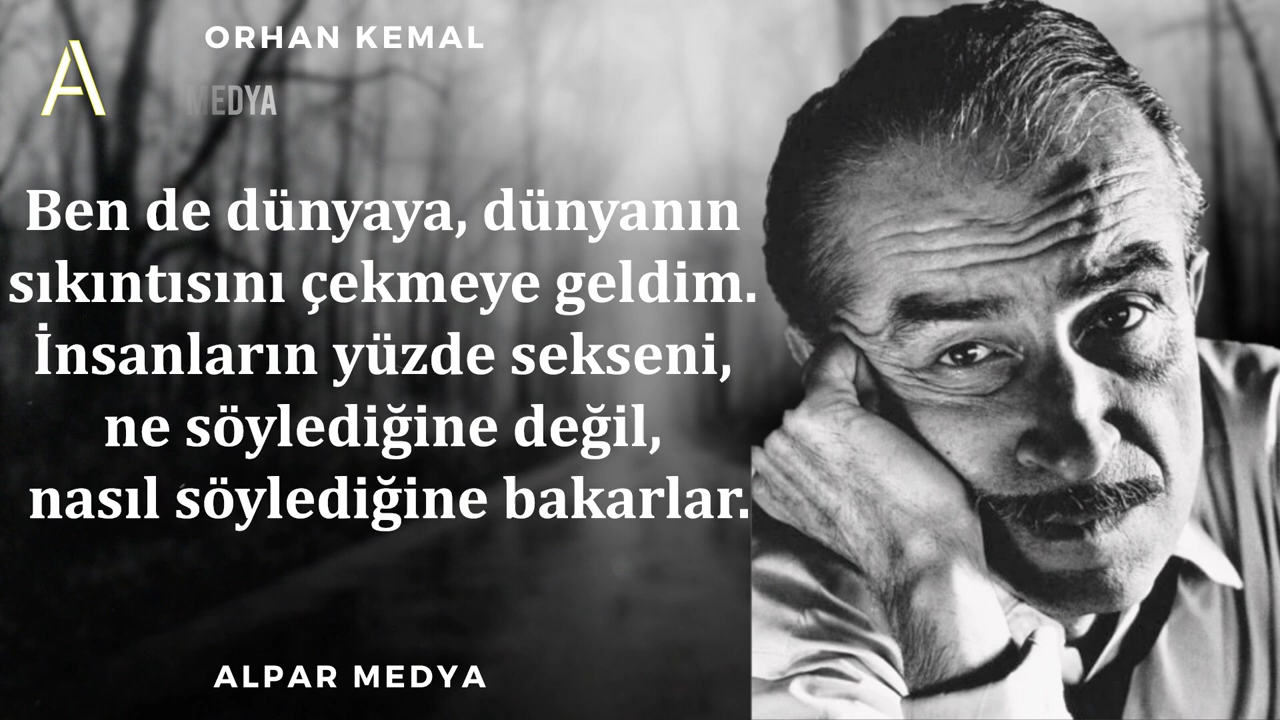 ORHAN KEMAL
A
MEDYA
Ben de dünyaya, dünyanın
sıkıntısını çekmeye geldim.
İnsanların yüzde sekseni,
ne söylediğine değil,
nasıl söylediğine bakarlar.
ALPAR MEDYA